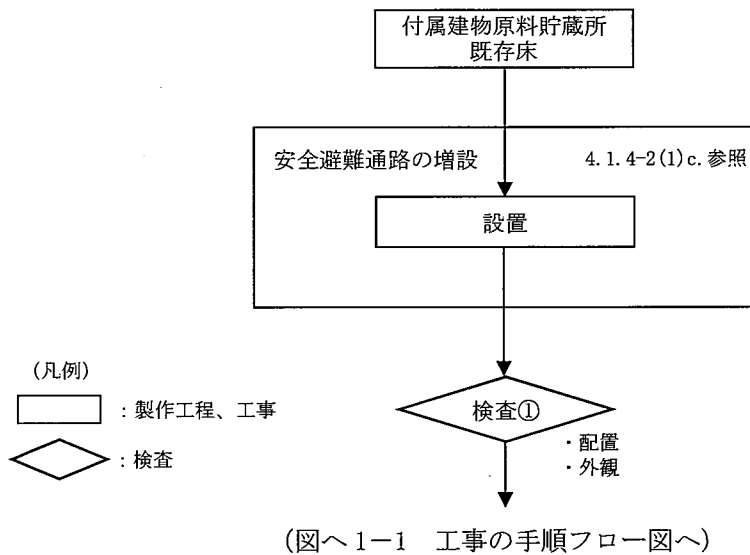 付属建物原料貯蔵所
既存床
安全避難通路の増設
4.1.4-2(1)c.参照
設置
検査①
・配置
・外観
(凡例)
：製作工程、工事
：検査
(図へ1−1　工事の手順フロー図へ)